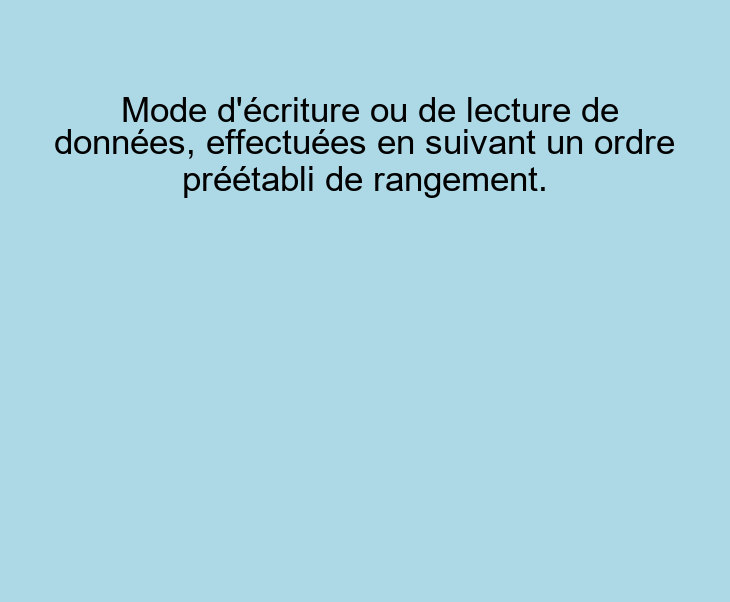 Mode d'écriture ou de lecture de
données, effectuées en suivant un ordre
préétabli de rangement.